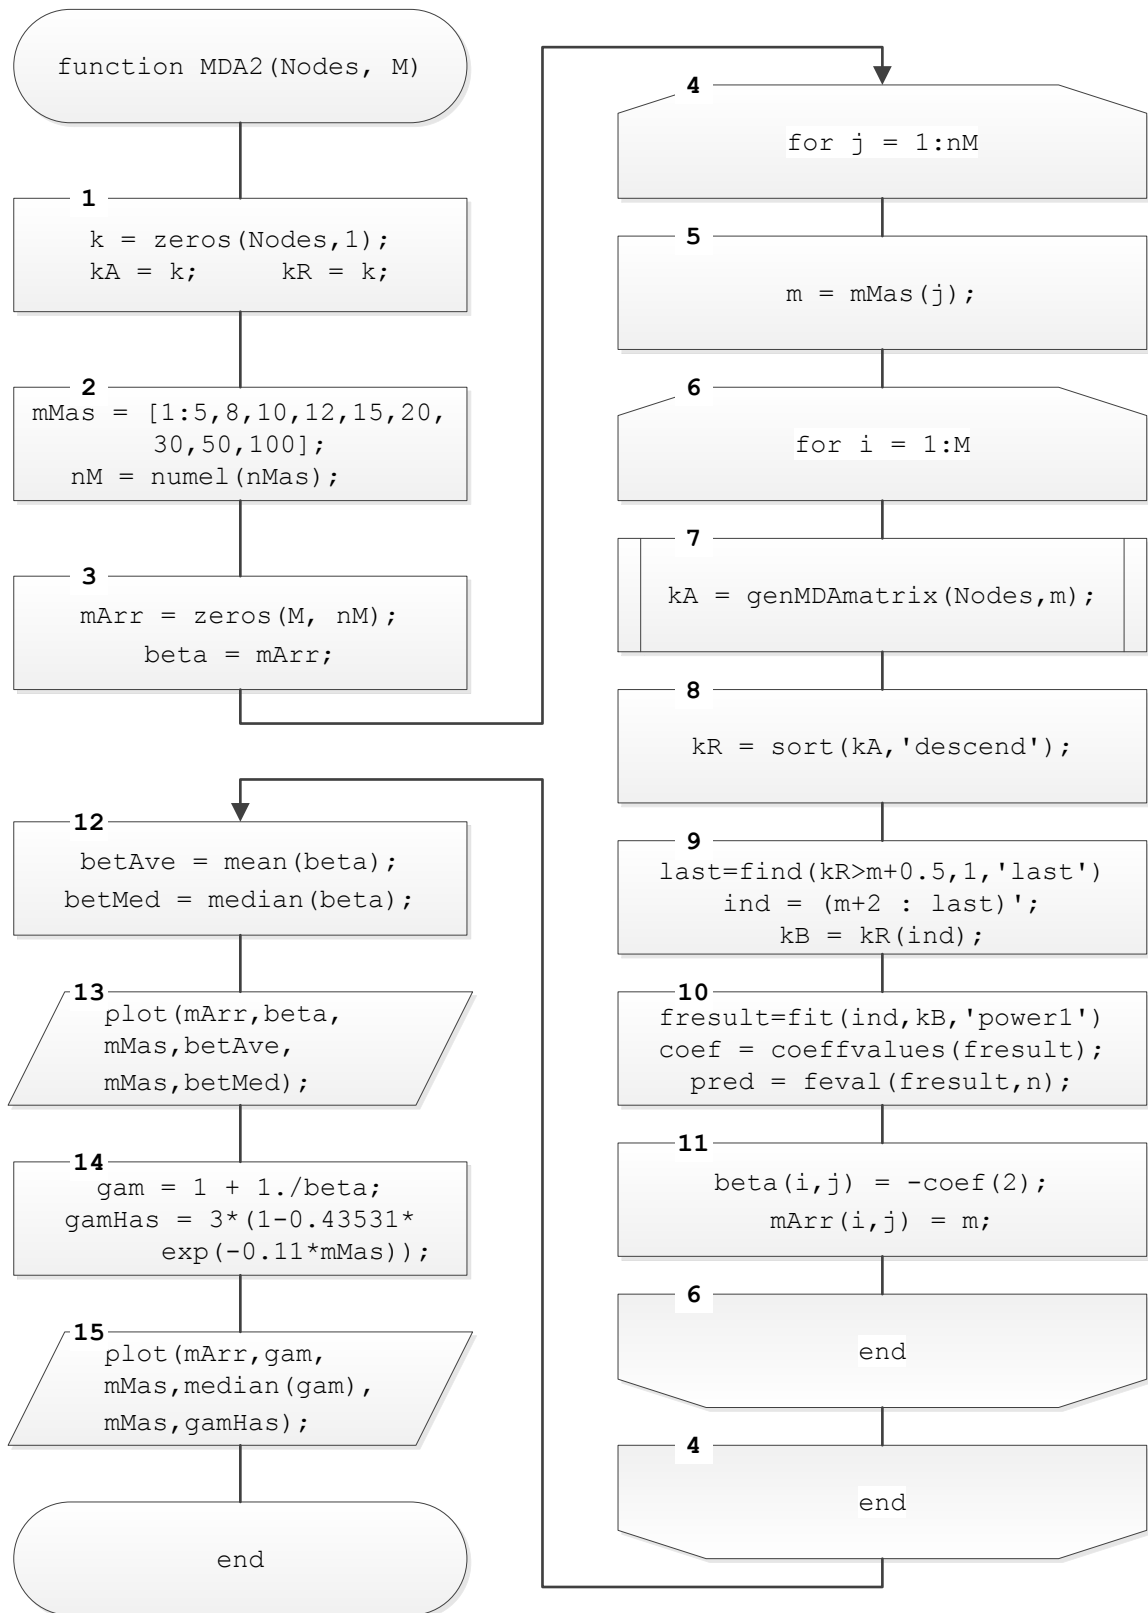 function MDA2(Nodes, M)
1
k = zeros(Nodes,1);
kA = k; kR = k;
2
mMas = [1:5,8,10,12,15,20,
30,50,100];
nM = numel(nMas);
3
mArr = zeros(M, nM);
beta = mArr;
4
for j = 1:nM
5
m = mMas(j);
6
for i = 1:M
7
kA = genMDAmatrix(Nodes,m);
8
kR = sort(kA,'descend');
9
last=find(kR>m+0.5,1,'last')
ind = (m+2 : last)';
kB = kR(ind);
10
fresult=fit(ind,kB,'power1')
coef = coeffvalues(fresult);
pred = feval(fresult,n);
11
beta(i,j) = -coef(2);
mArr(i,j) = m;
6
end
4
end
12
betAve = mean(beta);
betMed = median(beta);
13
plot(mArr,beta,
mMas,betAve,
mMas,betMed);
14
gam = 1 + 1./beta;
gamHas = 3*(1-0.43531*
exp(-0.11*mMas));
15
plot(mArr,gam,
mMas,median(gam),
mMas,gamHas);
end